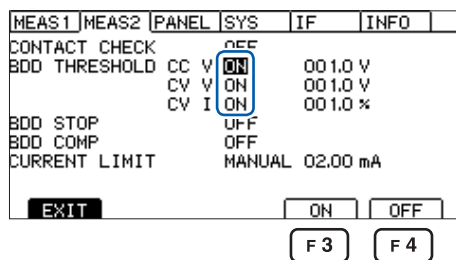 MEAS1 MEAS2 PANEL SYS IF INFO
CONTACT CHECK OFF
BDD THRESHOLD CC V ON 001.0 V
CV V ON 001.0 V
CV I ON 001.0 %
BDD STOP OFF
BDD COMP OFF
CURRENT LIMIT MANUAL 02.00 mA
EXIT ON OFF
F3 F4